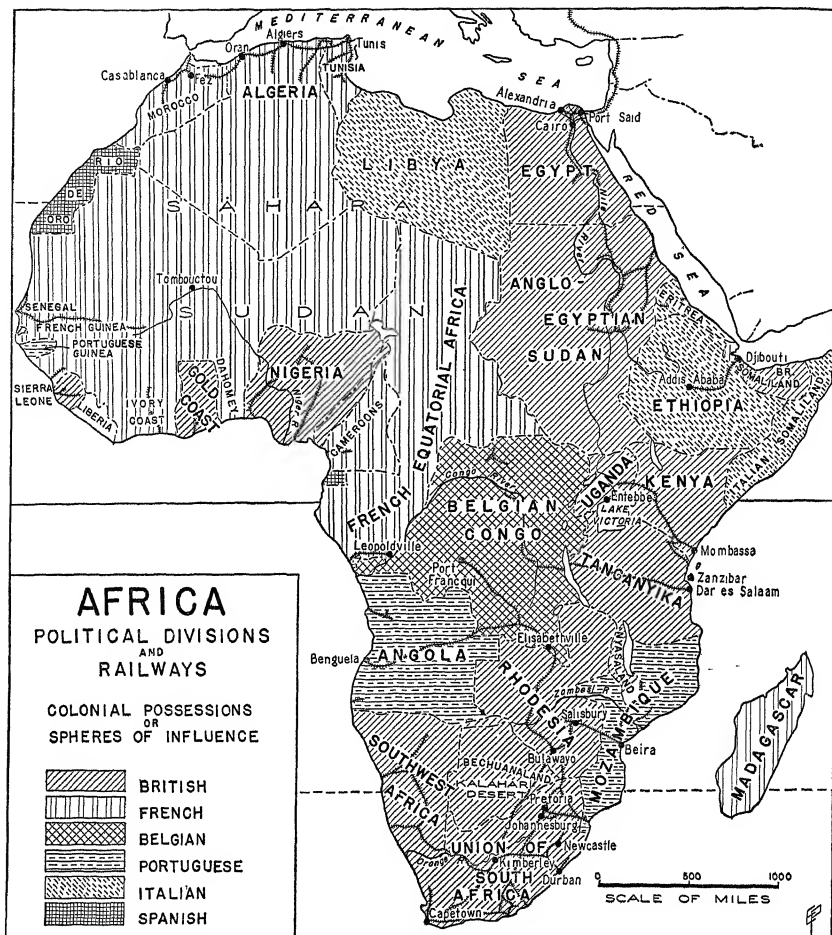 MEDITERRANEAN
SEA
Algiers
Oran
Tunis
Casablanca
Fez
TUNISIA
MOROCCO
ALGERIA
Alexandria
Port Said
Cairo
LIBYA
EGYPT
Nile
River
RED SEA
RIO
DE
ORO
SAHARA
Tombouctou
SUDAN
ANGLO-
EGYPTIAN
SUDAN
ERITREA
SENEGAL
FRENCH GUINEA
PORTUGUESE
GUINEA
SIERRA
LEONE
LIBERIA
IVORY
COAST
GOLD
COAST
DAHOMEY
NIGERIA
Niger R.
CAMEROONS
FRENCH EQUATORIAL AFRICA
Djibouti
BR.
SOMALILAND
Addis Ababa
ETHIOPIA
ITALIAN SOMALILAND
UGANDA
KENYA
Entebbea
LAKE
VICTORIA
Congo River
BELGIAN
CONGO
Leopoldville
Port
Francqui
Mombassa
Zanzibar
Dar es Salaam
TANGANYIKA
Elisabethville
Benguela
ANGOLA
NYASALAND
RHODESIA
Zambesi R.
Salisbury
MOZAMBIQUE
Beira
Bulawayo
MADAGASCAR
SOUTHWEST
AFRICA
BECHUANALAND
KALAHARI
DESERT
Pretoria
Johannesburg
UNION OF
SOUTH
AFRICA
Newcastle
Orange R.
Kimberley
Durban
Capetown
AFRICA
POLITICAL DIVISIONS
AND
RAILWAYS
COLONIAL POSSESSIONS
OR
SPHERES OF INFLUENCE
BRITISH
FRENCH
BELGIAN
PORTUGUESE
ITALIAN
SPANISH
0 500 1000
SCALE OF MILES